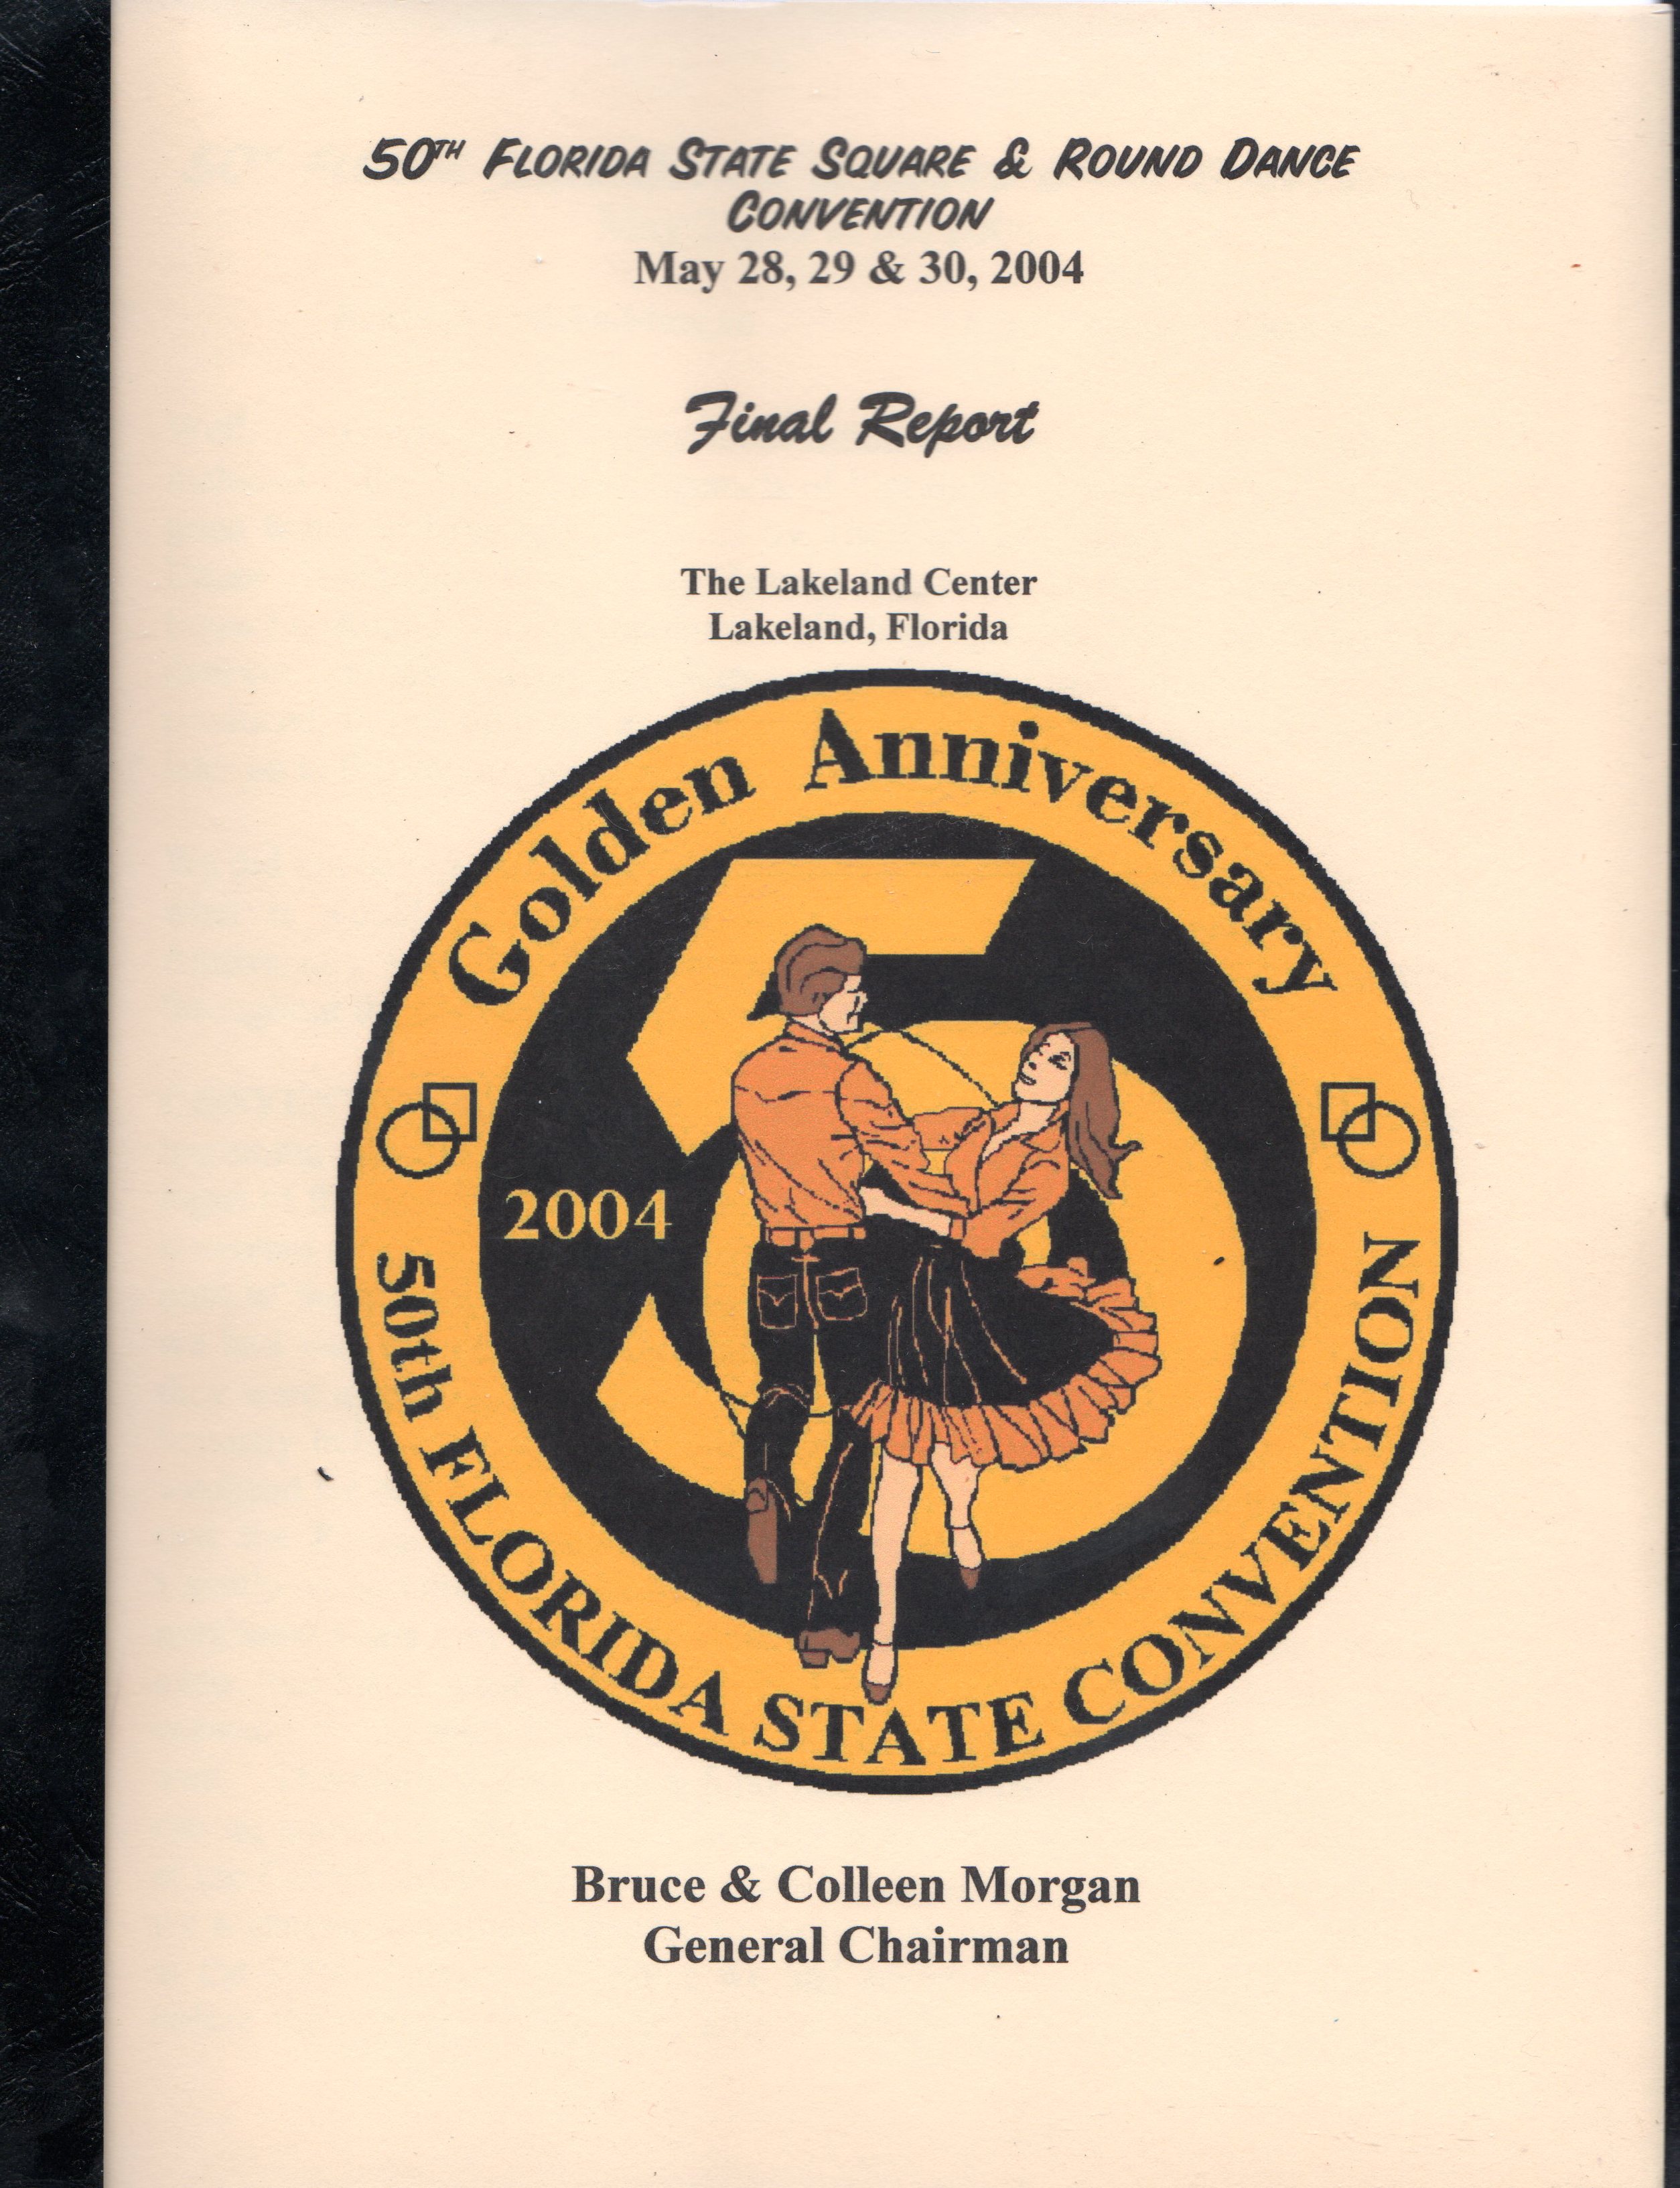 50TH FLORIDA STATE SQUARE & ROUND DANCE
CONVENTION
May 28, 29 & 30, 2004
Final Report
The Lakeland Center
Lakeland, Florida
Golden Anniversary
2004
50th FLORIDA STATE CONVENTION
Bruce & Colleen Morgan
General Chairman